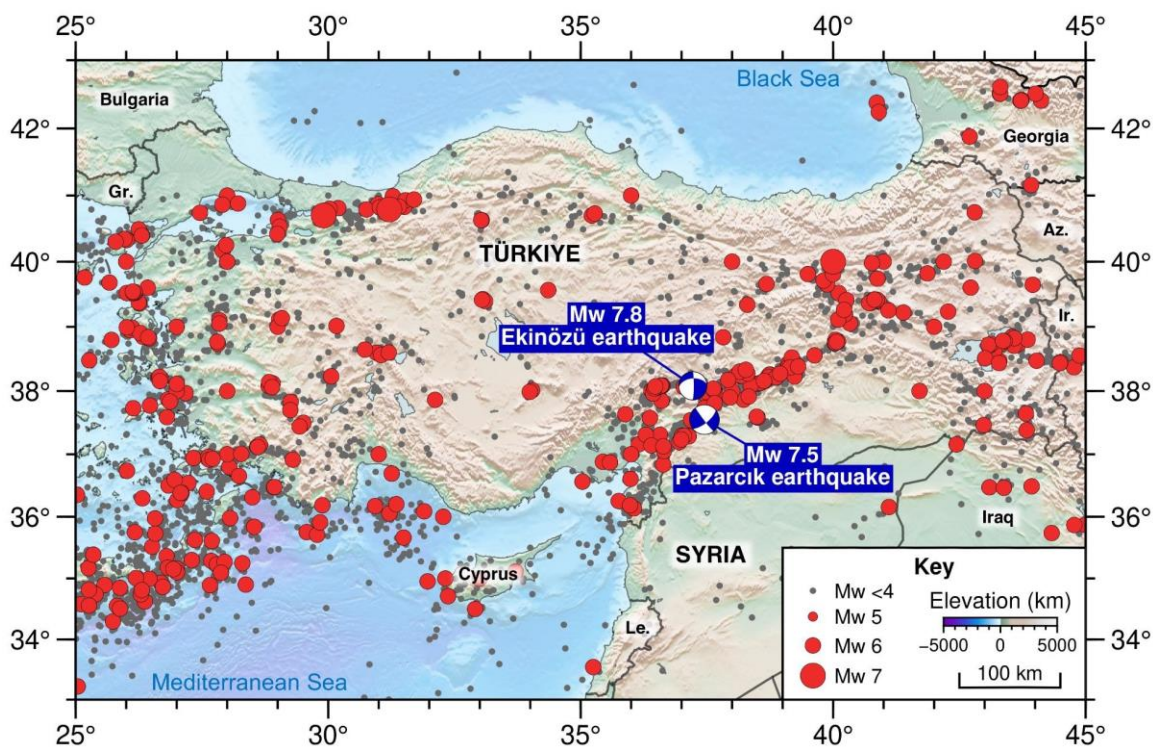 25° 30° 35° 40° 45°
Black Sea
Bulgaria
42° 42°
Georgia
Gr.
Az.
TÜRKIYE
40° 40°
Mw 7.8
Ekinözü earthquake
Ir.
38° 38°
Mw 7.5
Pazarcık earthquake
36° 36°
Iraq
SYRIA
Cyprus
Key
Mw <4
Mw 5
Mw 6
Mw 7
Elevation (km)
−5000 0 5000
100 km
Le.
34° 34°
Mediterranean Sea
25° 30° 35° 40° 45°